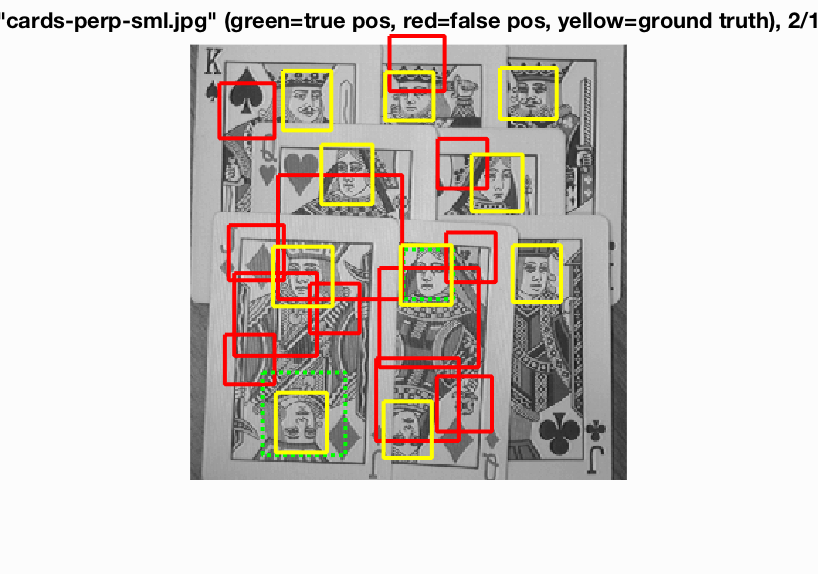 "cards-perp-sml.jpg" (green=true pos, red=false pos, yellow=ground truth), 2/1
K
J
Q
J